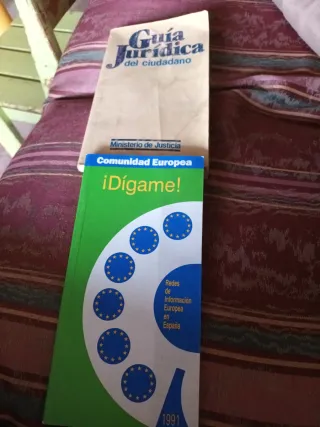 Guía
Jurídica
del ciudadano
Ministerio de Justicia
Comunidad Europea
¡Dígame!
Redes
de
Información
Europea
en
España
1991